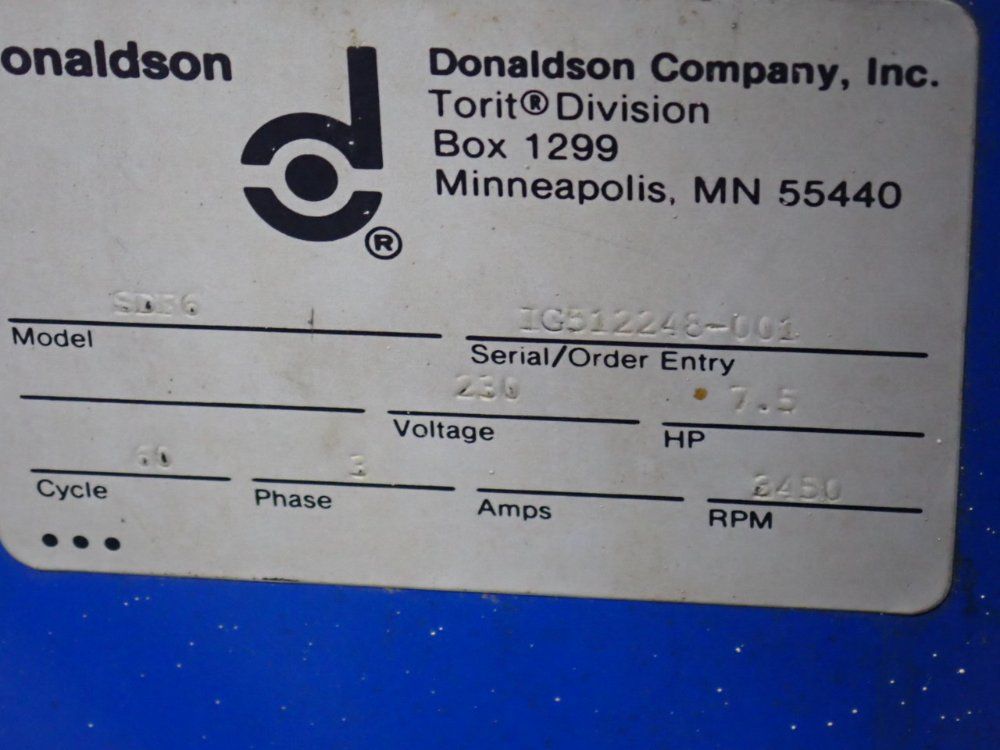 onaldson
Donaldson Company, Inc.
Torit® Division
Box 1299
Minneapolis, MN 55440
®
Model
IG512248-001
Serial/Order Entry
230
Voltage
7.5
HP
60
Cycle
3
Phase
Amps
3450
RPM